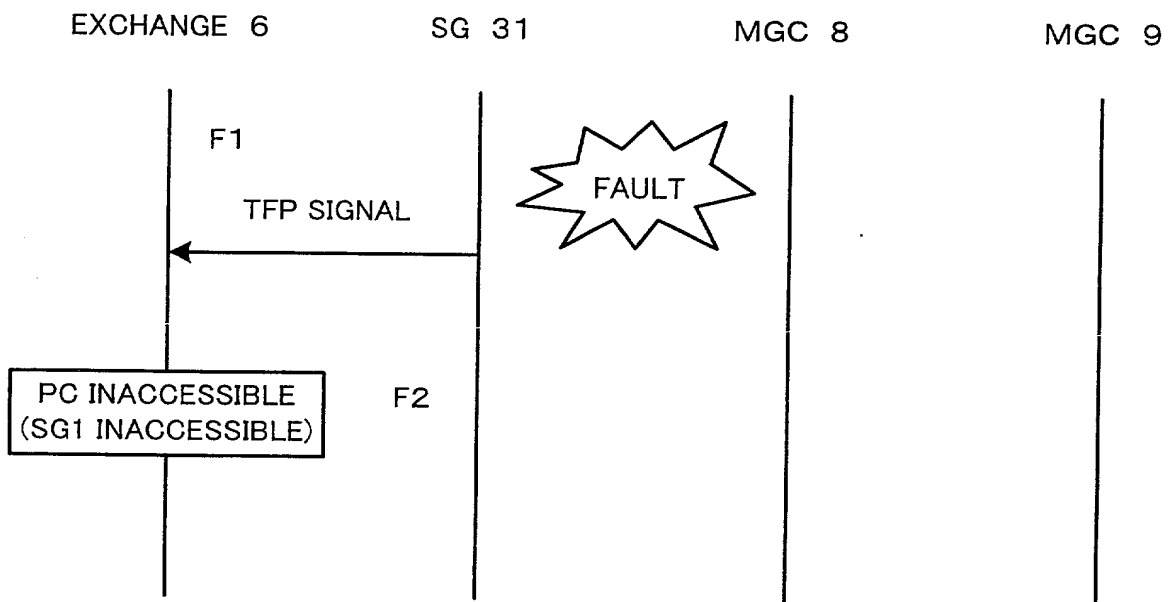 EXCHANGE 6 SG 31 MGC 8 MGC 9
F1
FAULT
TFP SIGNAL
PC INACCESSIBLE
(SG1 INACCESSIBLE)
F2